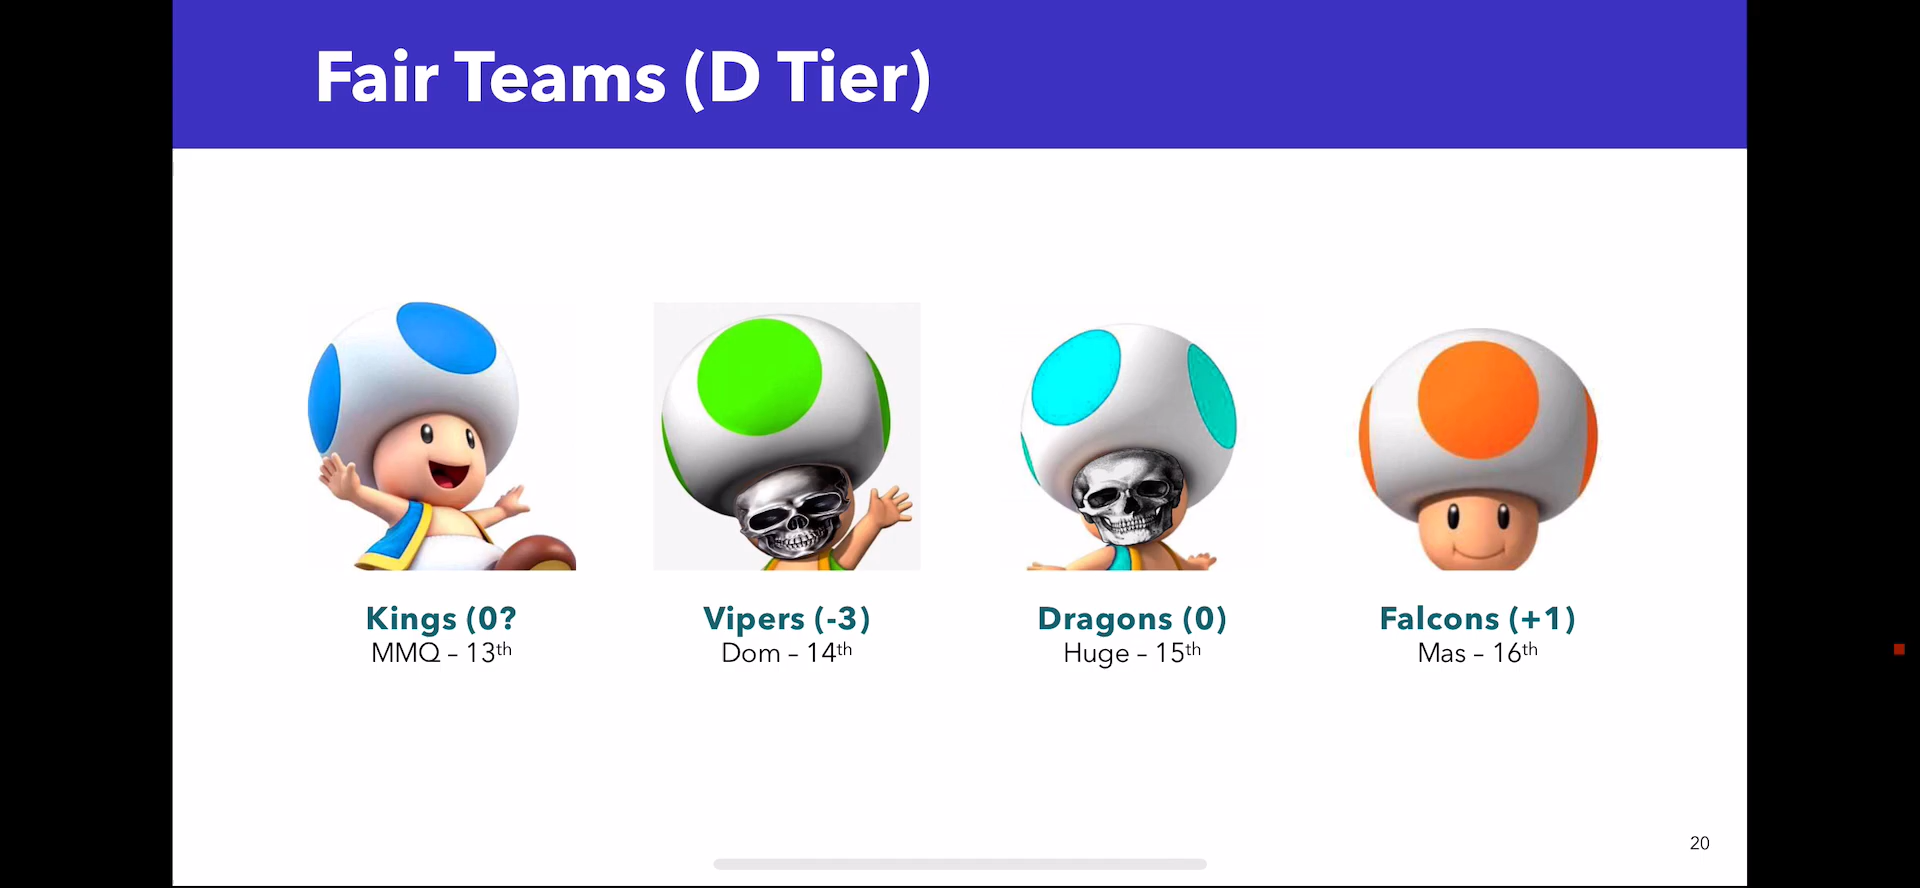 Fair Teams (D Tier)
Kings (0?
MMQ – 13th
Vipers (-3)
Dom – 14th
Dragons (0)
Huge – 15th
Falcons (+1)
Mas – 16th
20